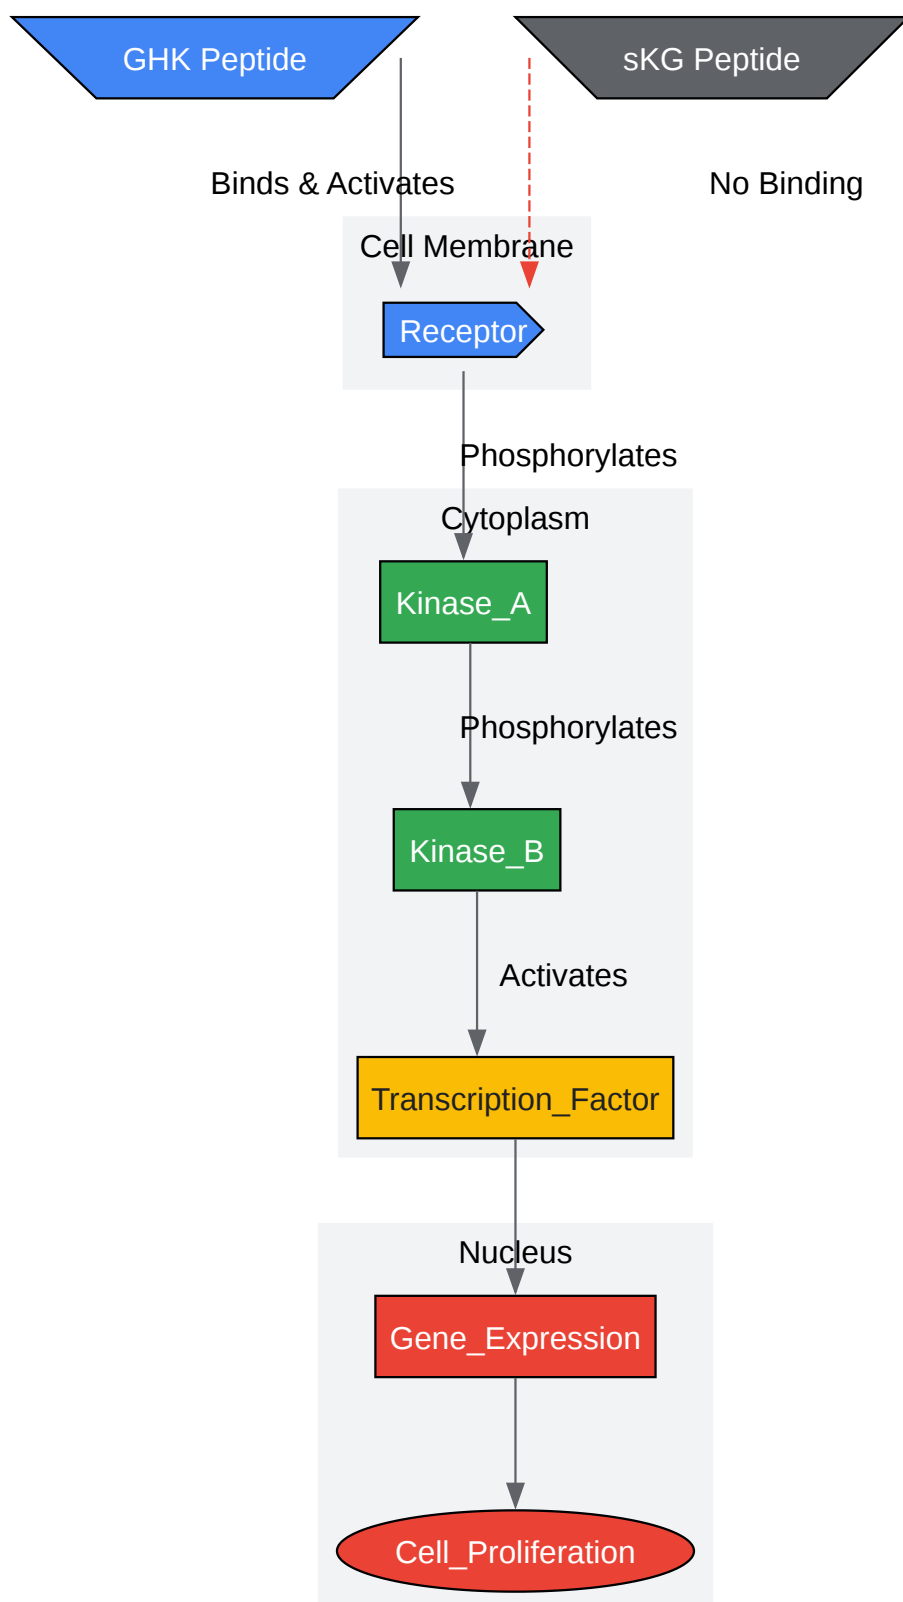 GHK Peptide
sKG Peptide
Binds & Activates
No Binding
Cell Membrane
Receptor
Phosphorylates
Cytoplasm
Kinase_A
Phosphorylates
Kinase_B
Activates
Transcription_Factor
Nucleus
Gene_Expression
Cell_Proliferation